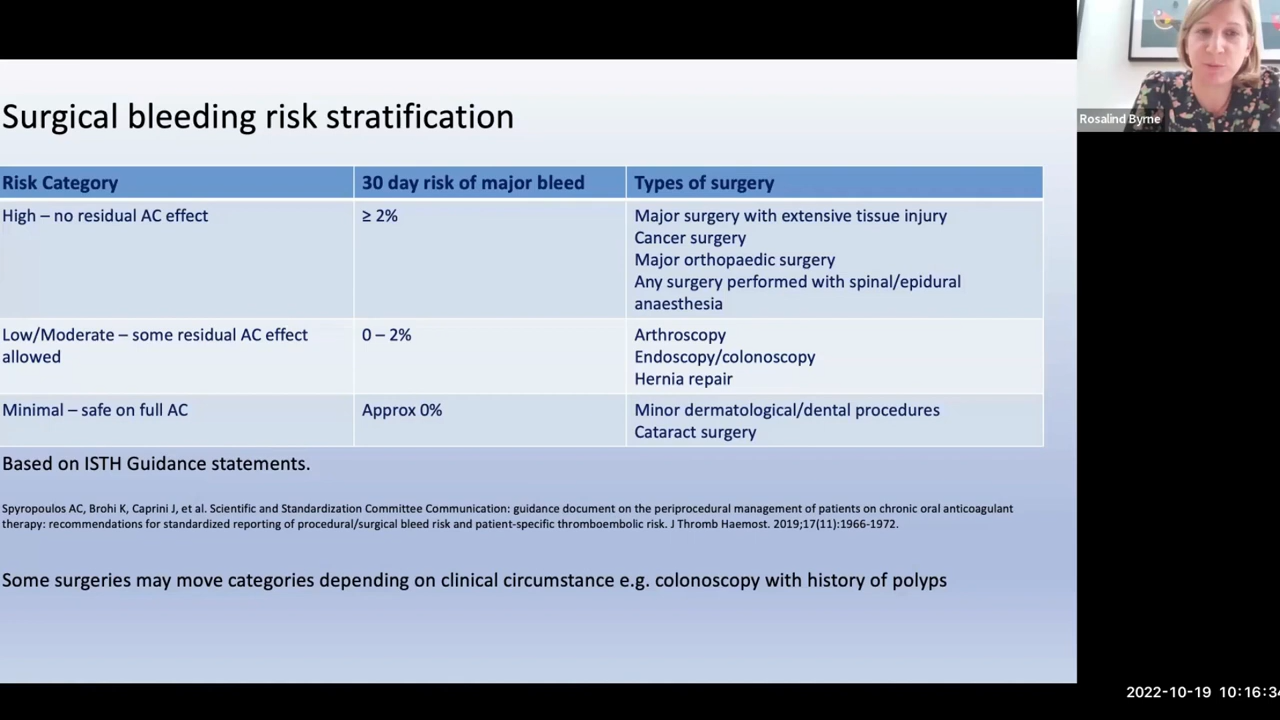 Surgical bleeding risk stratification
Risk Category
30 day risk of major bleed
Types of surgery
High – no residual AC effect
≥ 2%
Major surgery with extensive tissue injury
Cancer surgery
Major orthopaedic surgery
Any surgery performed with spinal/epidural
anaesthesia
Low/Moderate – some residual AC effect
allowed
0 – 2%
Arthroscopy
Endoscopy/colonoscopy
Hernia repair
Minimal – safe on full AC
Approx 0%
Minor dermatological/dental procedures
Cataract surgery
Based on ISTH Guidance statements.
Spyropoulos AC, Brohi K, Caprini J, et al. Scientific and Standardization Committee Communication: guidance document on the periprocedural management of patients on chronic oral anticoagulant
therapy: recommendations for standardized reporting of procedural/surgical bleed risk and patient-specific thromboembolic risk. J Thromb Haemost. 2019;17(11):1966-1972.
Some surgeries may move categories depending on clinical circumstance e.g. colonoscopy with history of polyps
Rosalind Byrne
2022-10-19 10:16:3